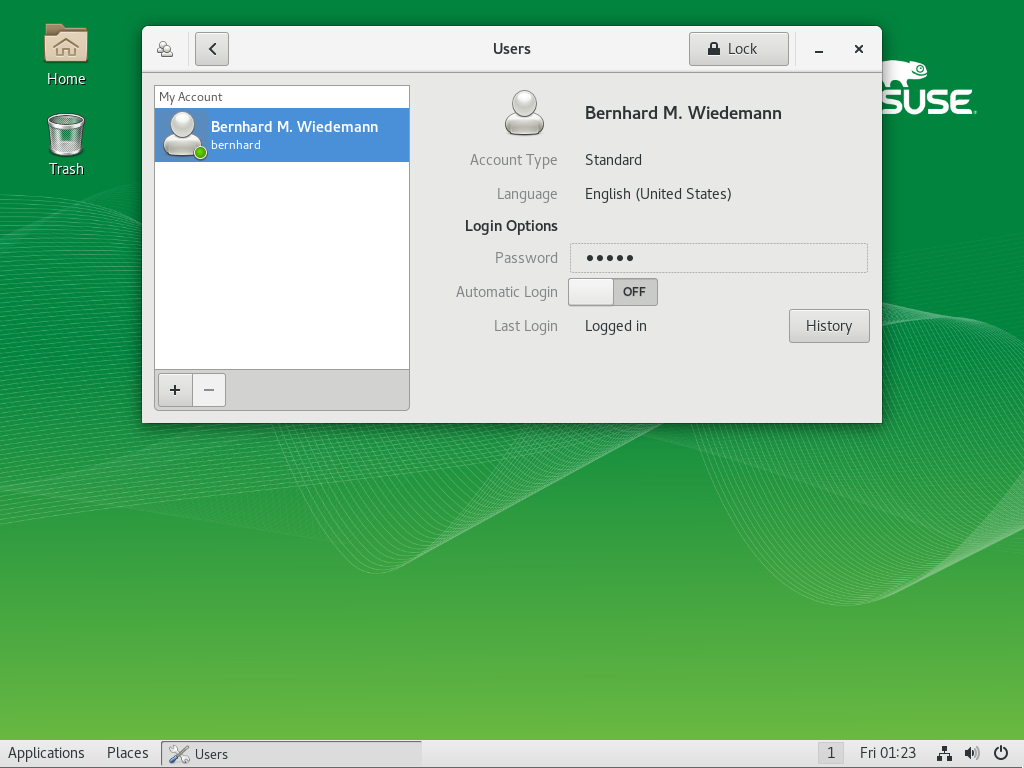 Home
Trash
Users
Lock
SUSE
My Account
Bernhard M. Wiedemann
bernhard
Bernhard M. Wiedemann
Account Type Standard
Language English (United States)
Login Options
Password •••••
Automatic Login OFF
Last Login Logged in History
Applications Places Users 1 Fri 01:23